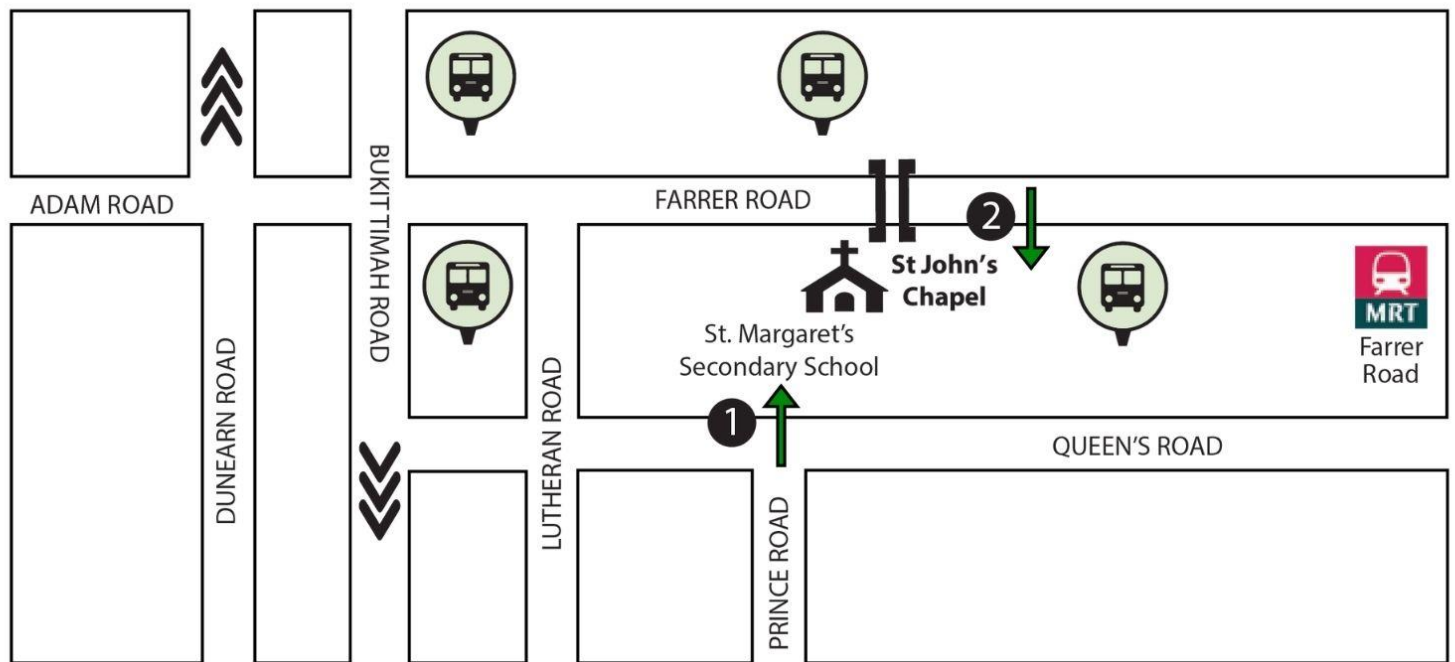 ADAM ROAD
BUKIT TIMAH ROAD
FARRER ROAD
2
St John's
Chapel
St. Margaret's
Secondary School
MRT
Farrer
Road
DUNEARN ROAD
LUTHERAN ROAD
1
QUEEN'S ROAD
PRINCE ROAD